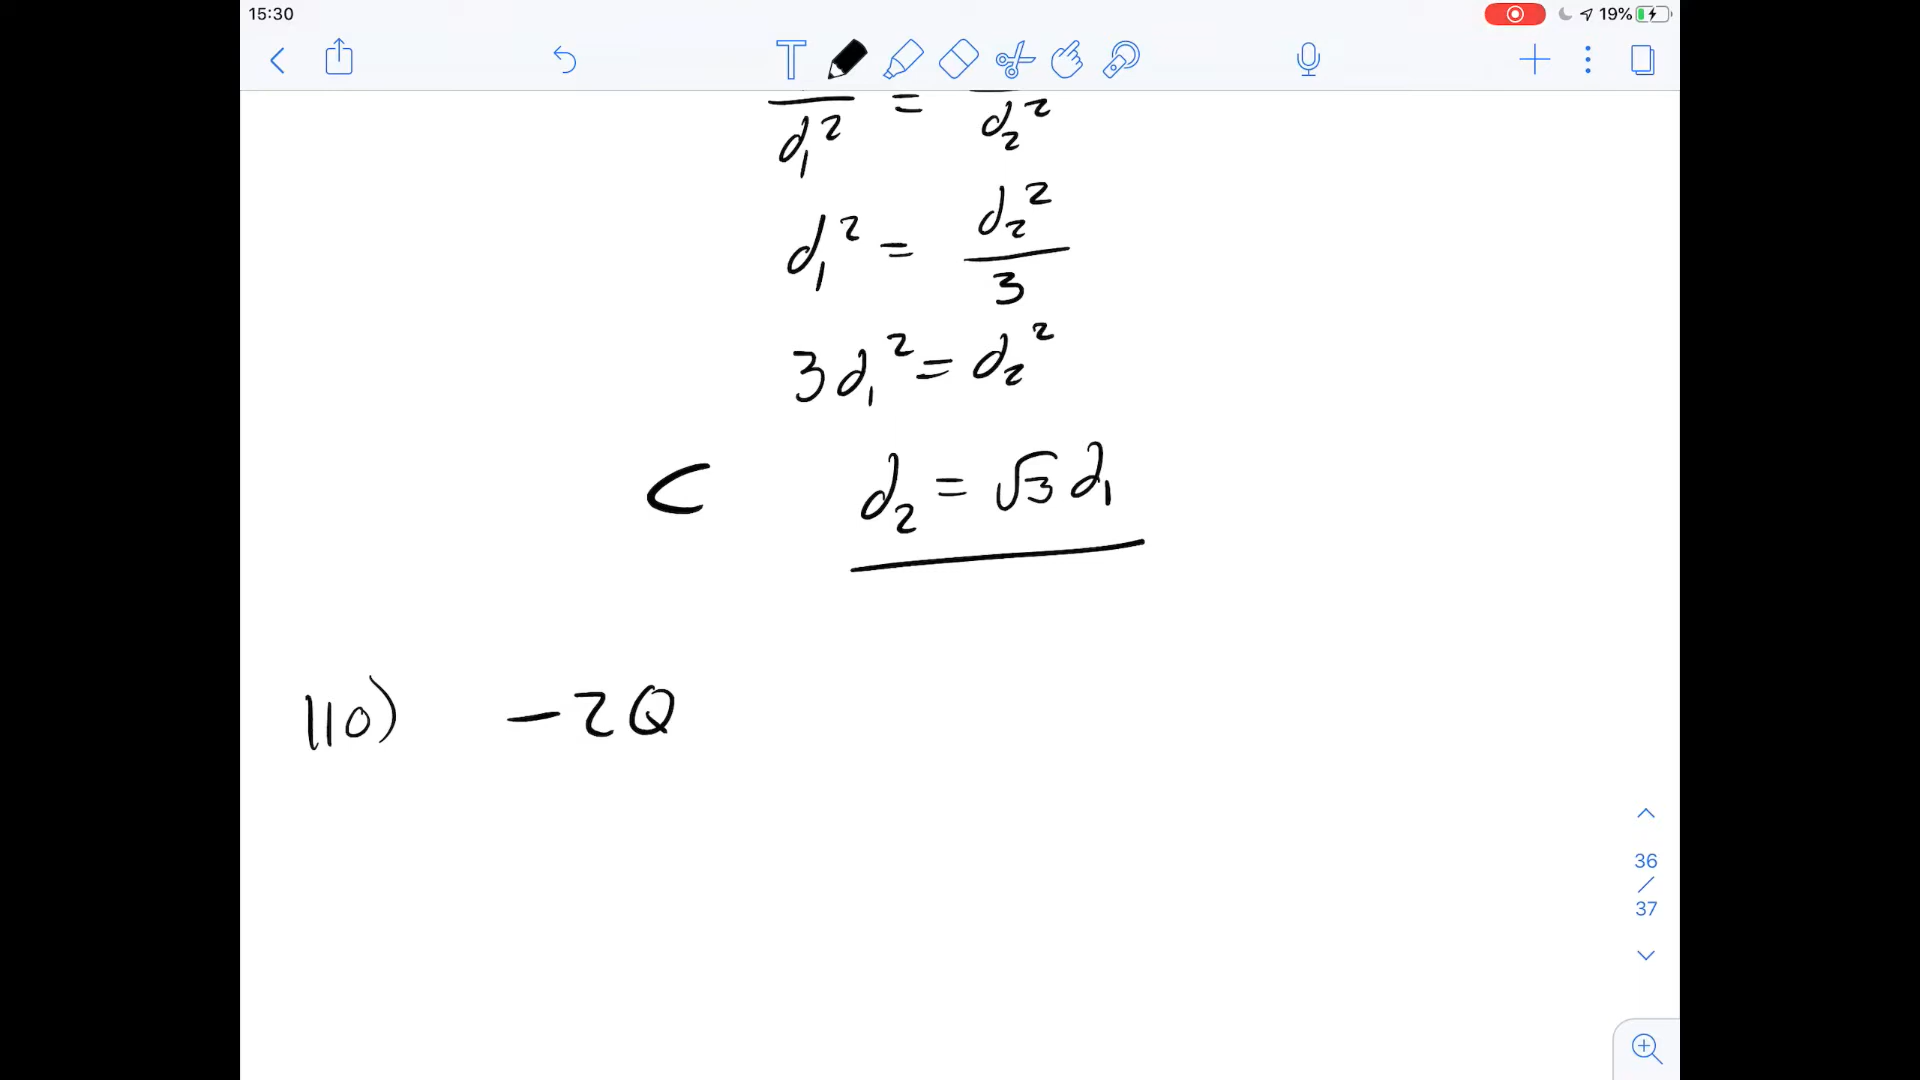 15:30
19%
T
d₁² = d₂²
d₁² = d₂²/3
3d₁² = d₂²
C d₂ = √3 d₁
110) -2Q
36
/
37